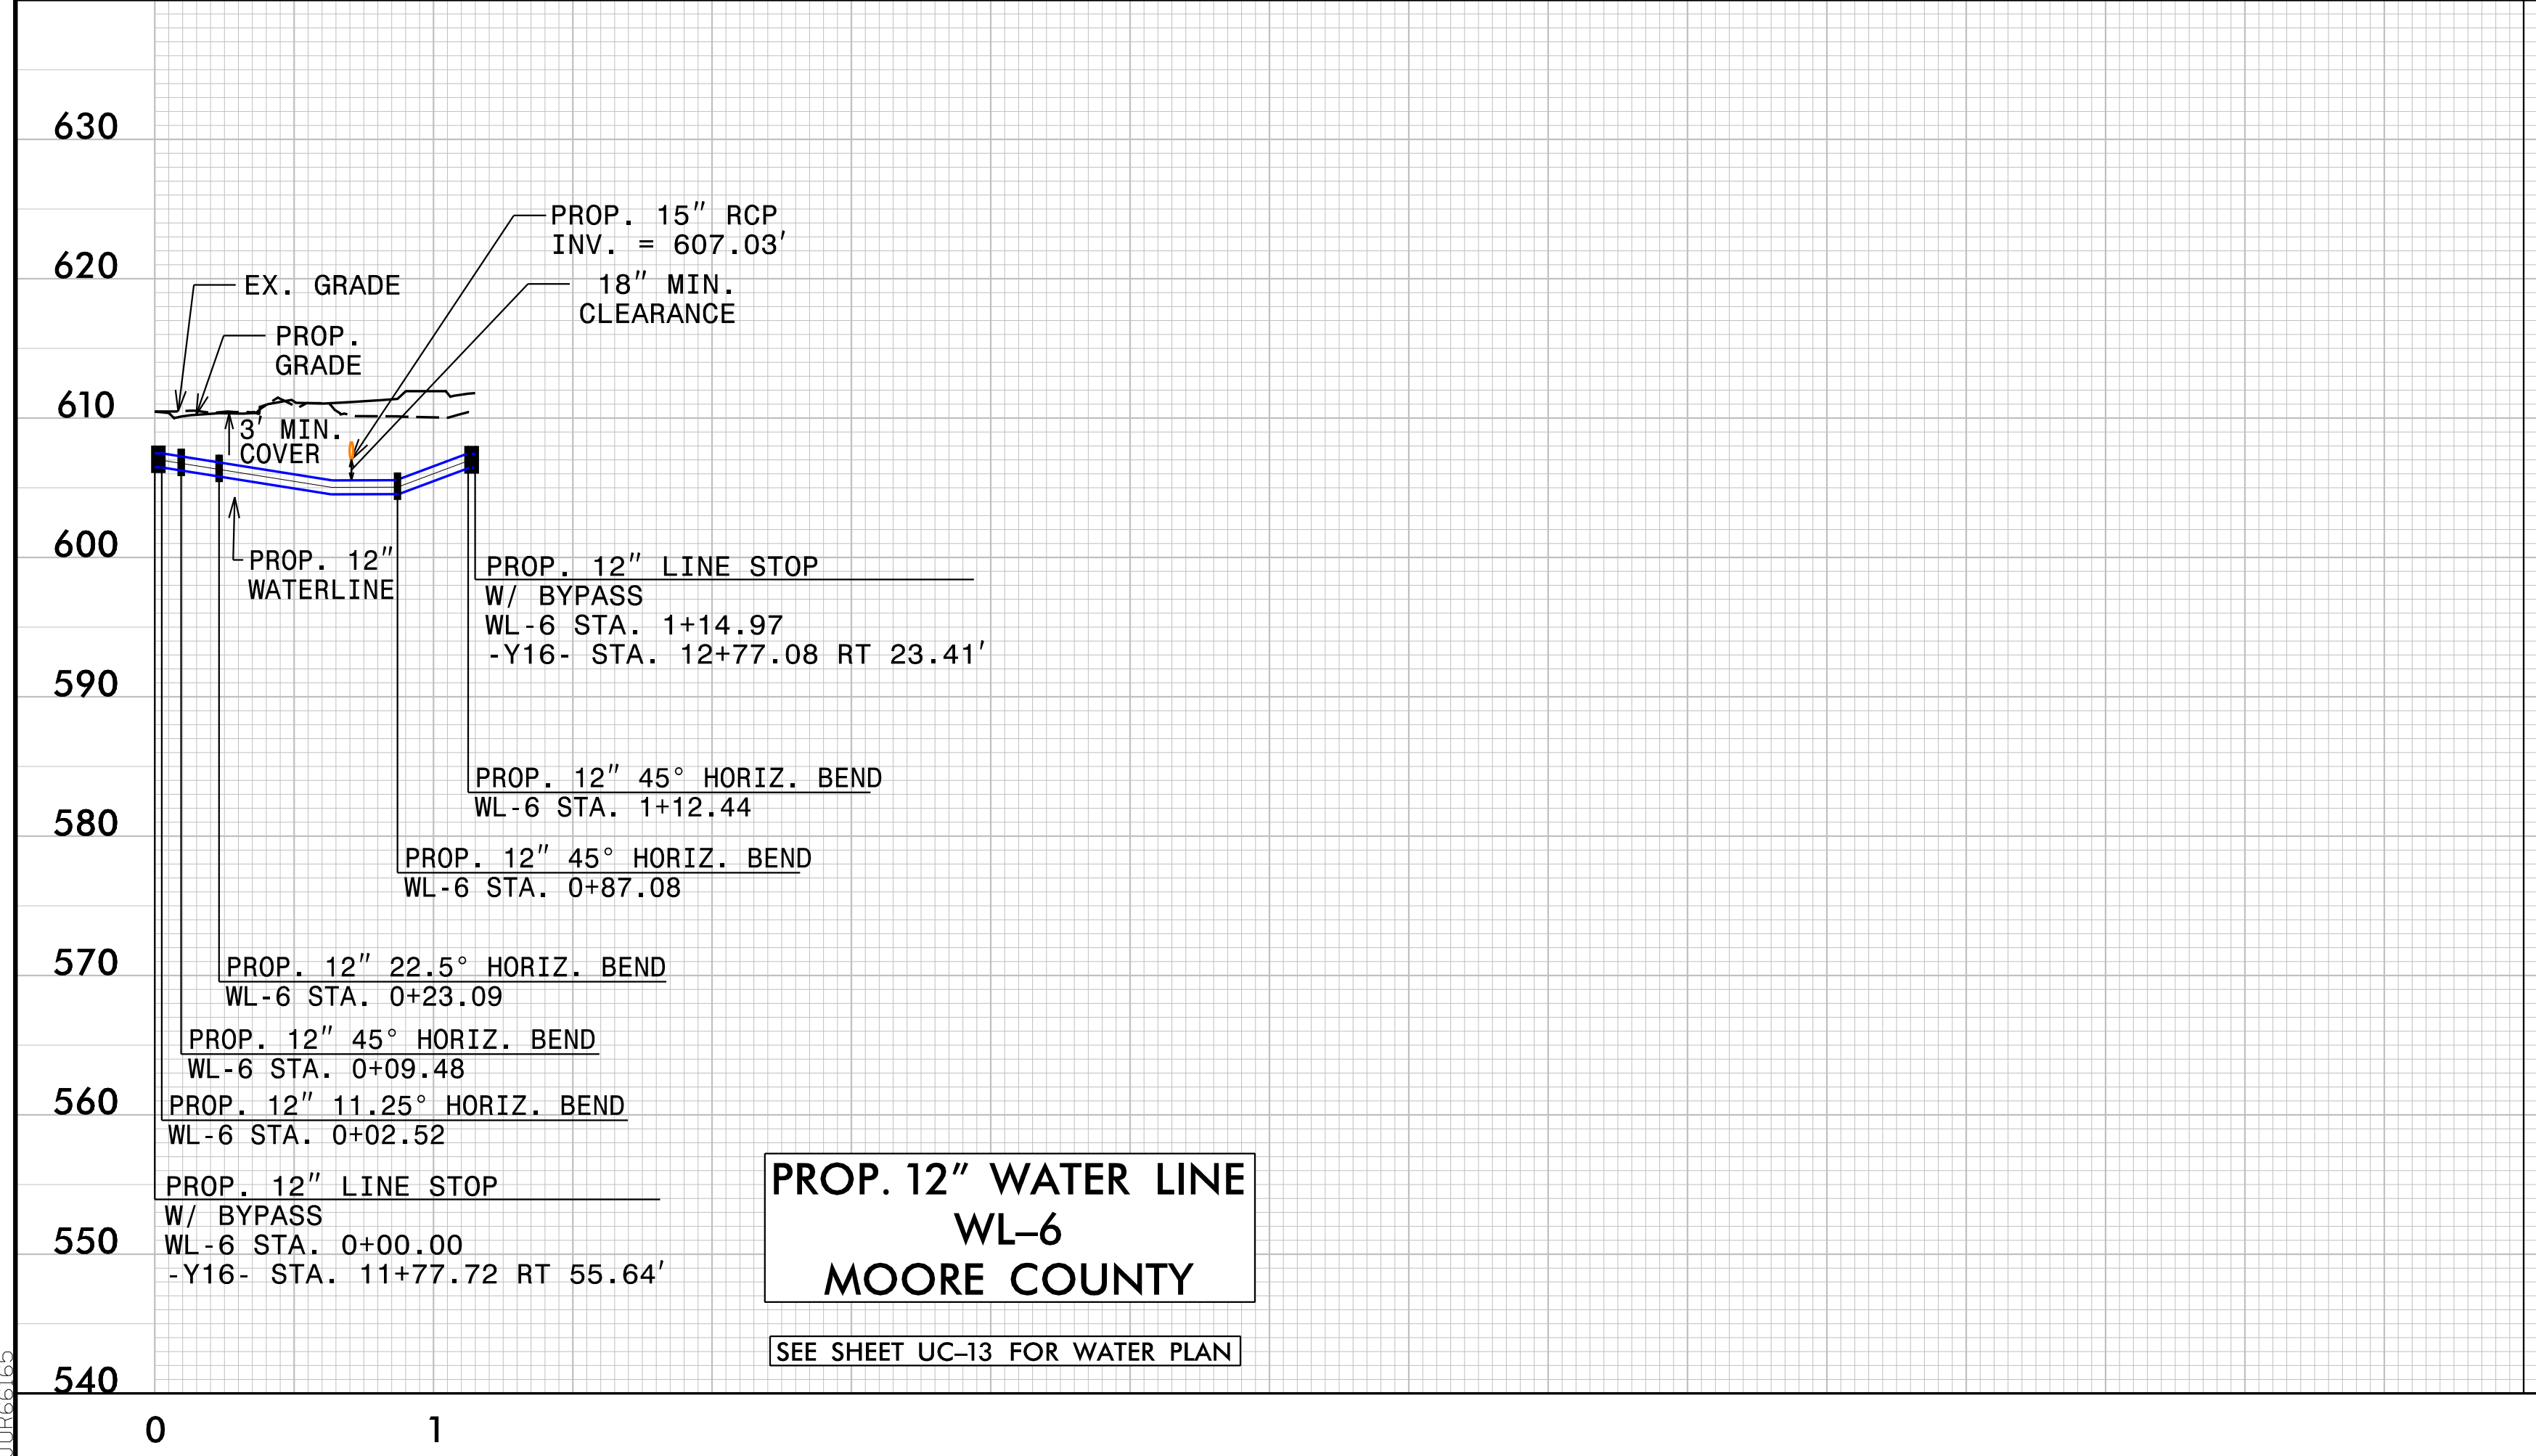 630
620
610
600
590
580
570
560
550
540
0
1
PROP. 15" RCP
INV. = 607.03'
18" MIN.
CLEARANCE
EX. GRADE
PROP.
GRADE
3' MIN.
COVER
PROP. 12"
WATERLINE
PROP. 12" LINE STOP
W/ BYPASS
WL-6 STA. 1+14.97
-Y16- STA. 12+77.08 RT 23.41'
PROP. 12" 45° HORIZ. BEND
WL-6 STA. 1+12.44
PROP. 12" 45° HORIZ. BEND
WL-6 STA. 0+87.08
PROP. 12" 22.5° HORIZ. BEND
WL-6 STA. 0+23.09
PROP. 12" 45° HORIZ. BEND
WL-6 STA. 0+09.48
PROP. 12" 11.25° HORIZ. BEND
WL-6 STA. 0+02.52
PROP. 12" LINE STOP
W/ BYPASS
WL-6 STA. 0+00.00
-Y16- STA. 11+77.72 RT 55.64'
PROP. 12" WATER LINE
WL–6
MOORE COUNTY
SEE SHEET UC–13 FOR WATER PLAN